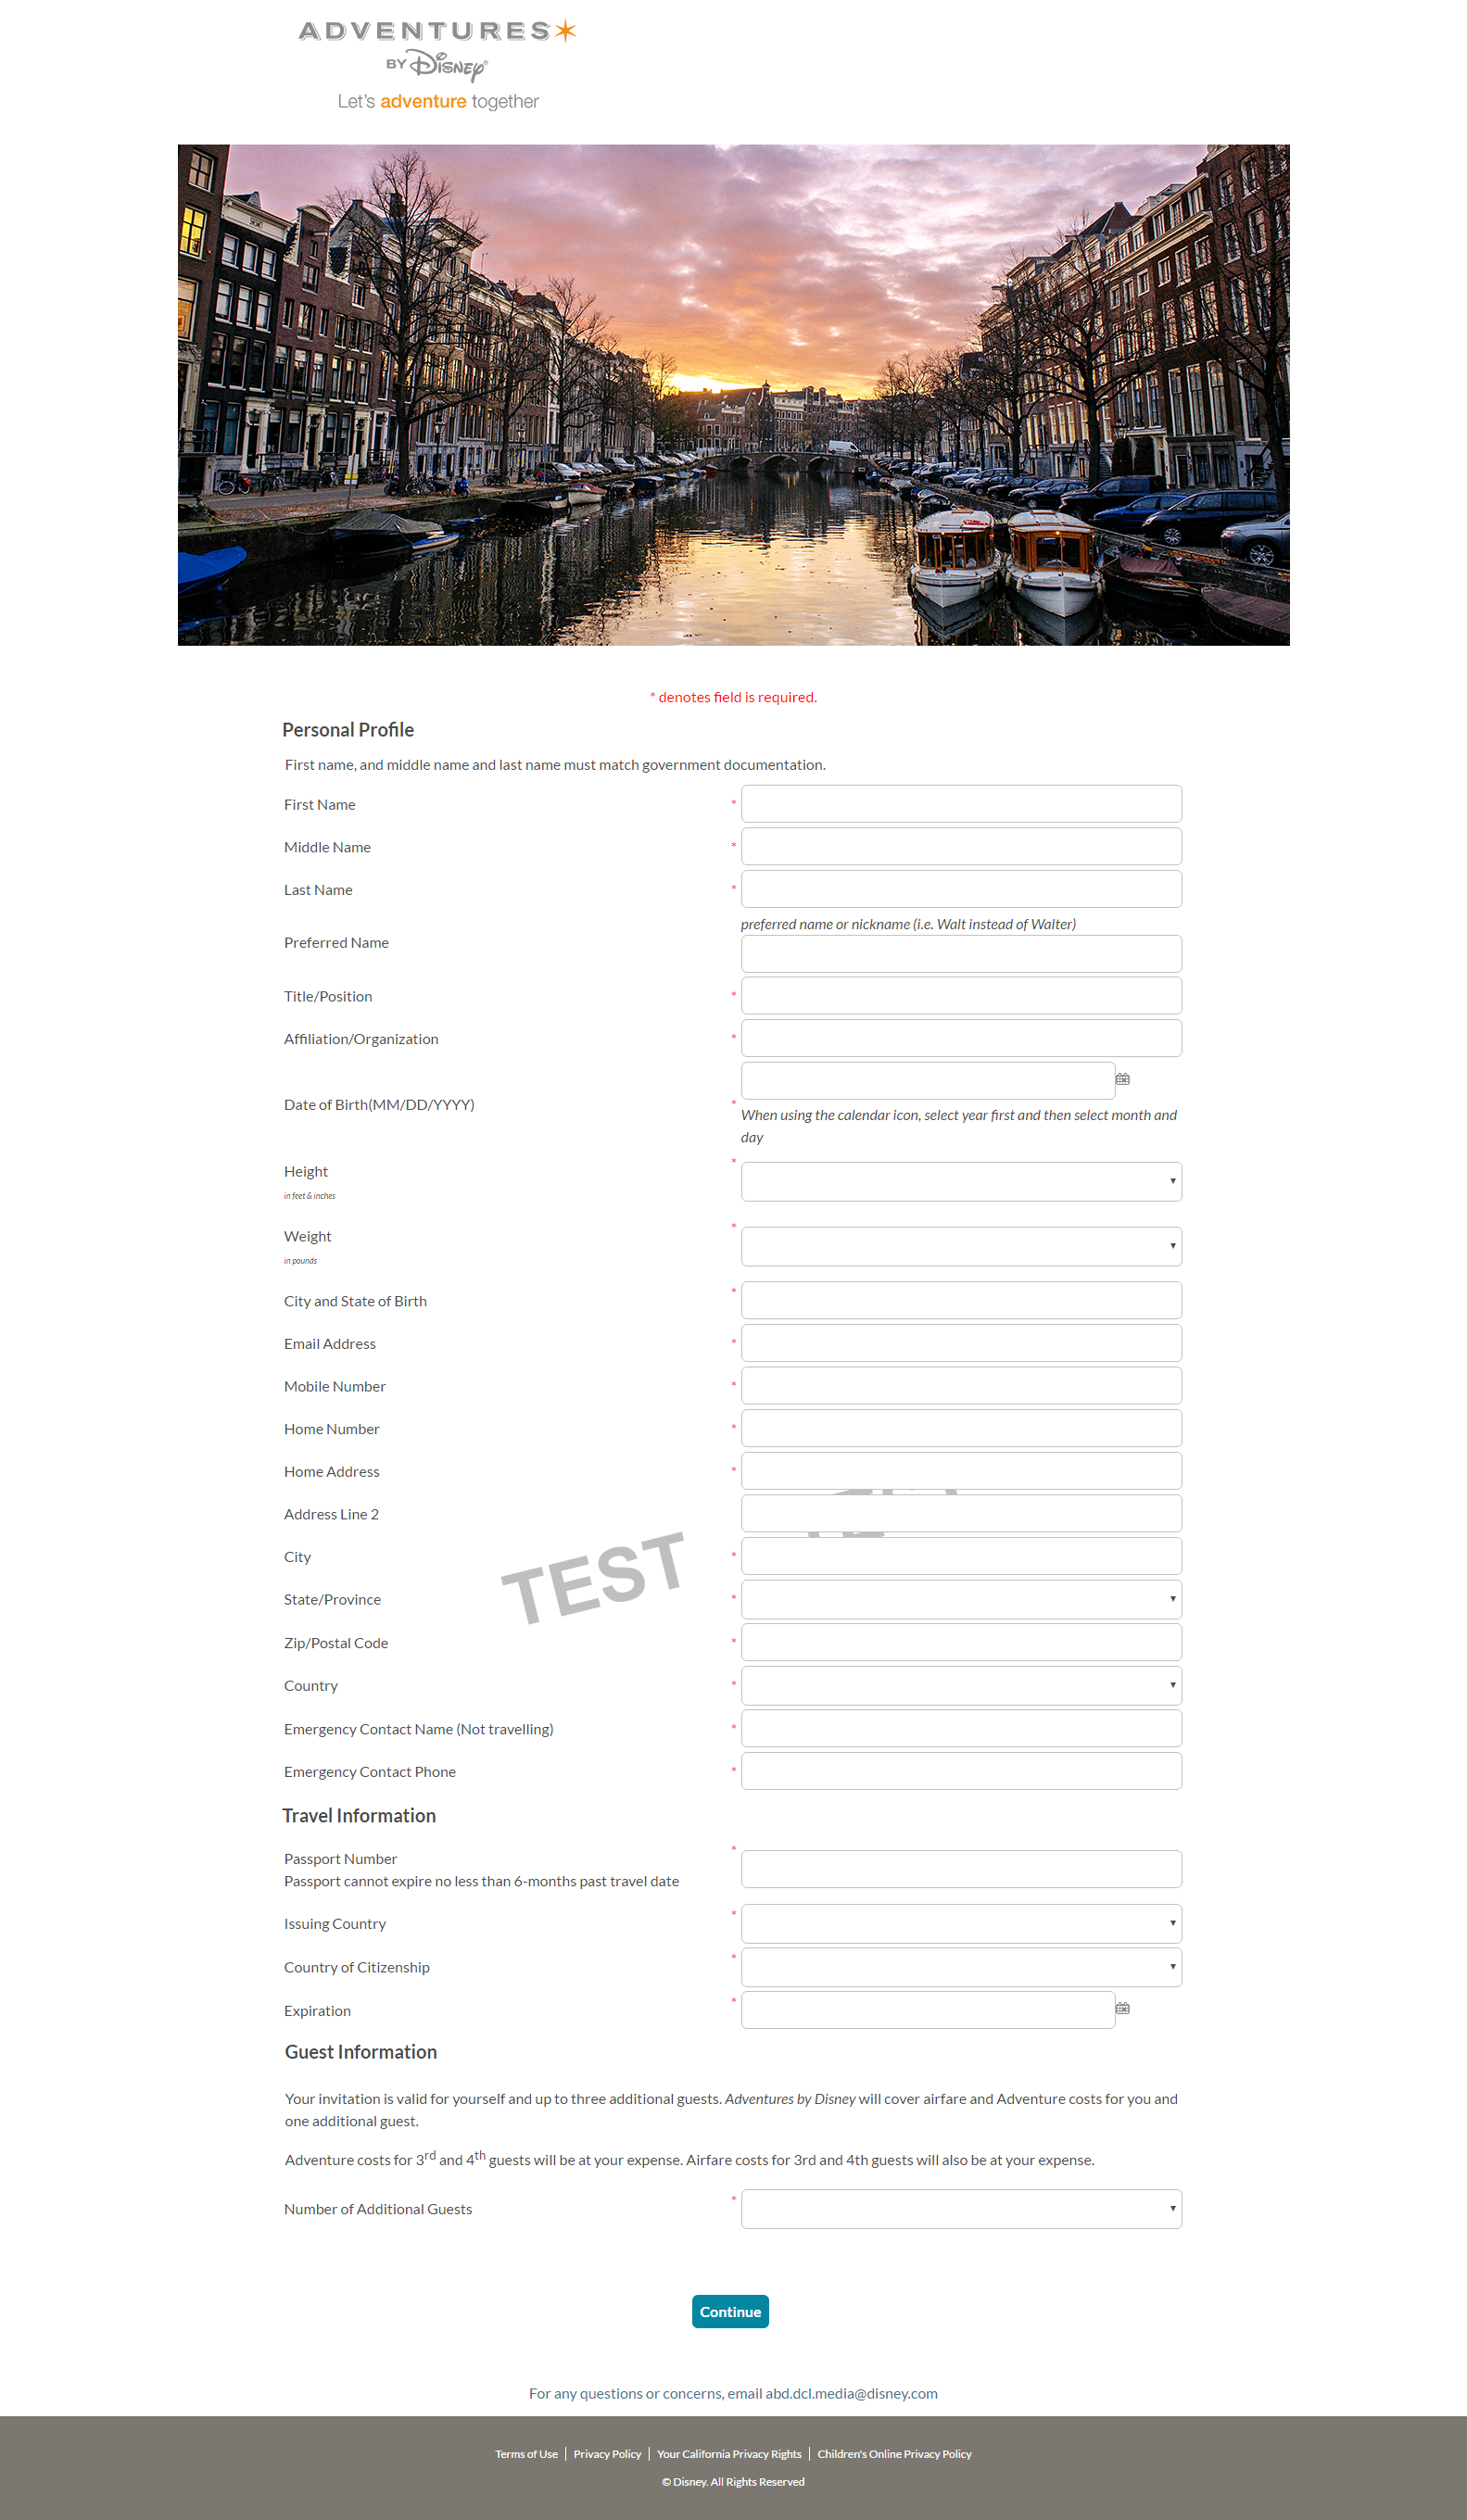 ADVENTURES
BY Disney
Let's adventure together
* denotes field is required.
Personal Profile
First name, and middle name and last name must match government documentation.
First Name *
Middle Name *
Last Name *
preferred name or nickname (i.e. Walt instead of Walter)
Preferred Name
Title/Position *
Affiliation/Organization *
Date of Birth(MM/DD/YYYY) *
When using the calendar icon, select year first and then select month and
day
Height *
in feet & inches
Weight *
in pounds
City and State of Birth *
Email Address *
Mobile Number *
Home Number *
Home Address *
Address Line 2
TEST
City *
State/Province *
Zip/Postal Code *
Country *
Emergency Contact Name (Not travelling) *
Emergency Contact Phone *
Travel Information
Passport Number *
Passport cannot expire no less than 6-months past travel date
Issuing Country *
Country of Citizenship *
Expiration *
Guest Information
Your invitation is valid for yourself and up to three additional guests. Adventures by Disney will cover airfare and Adventure costs for you and
one additional guest.
Adventure costs for 3rd and 4th guests will be at your expense. Airfare costs for 3rd and 4th guests will also be at your expense.
Number of Additional Guests *
Continue
For any questions or concerns, email abd.dcl.media@disney.com
Terms of Use | Privacy Policy | Your California Privacy Rights | Children's Online Privacy Policy
© Disney. All Rights Reserved